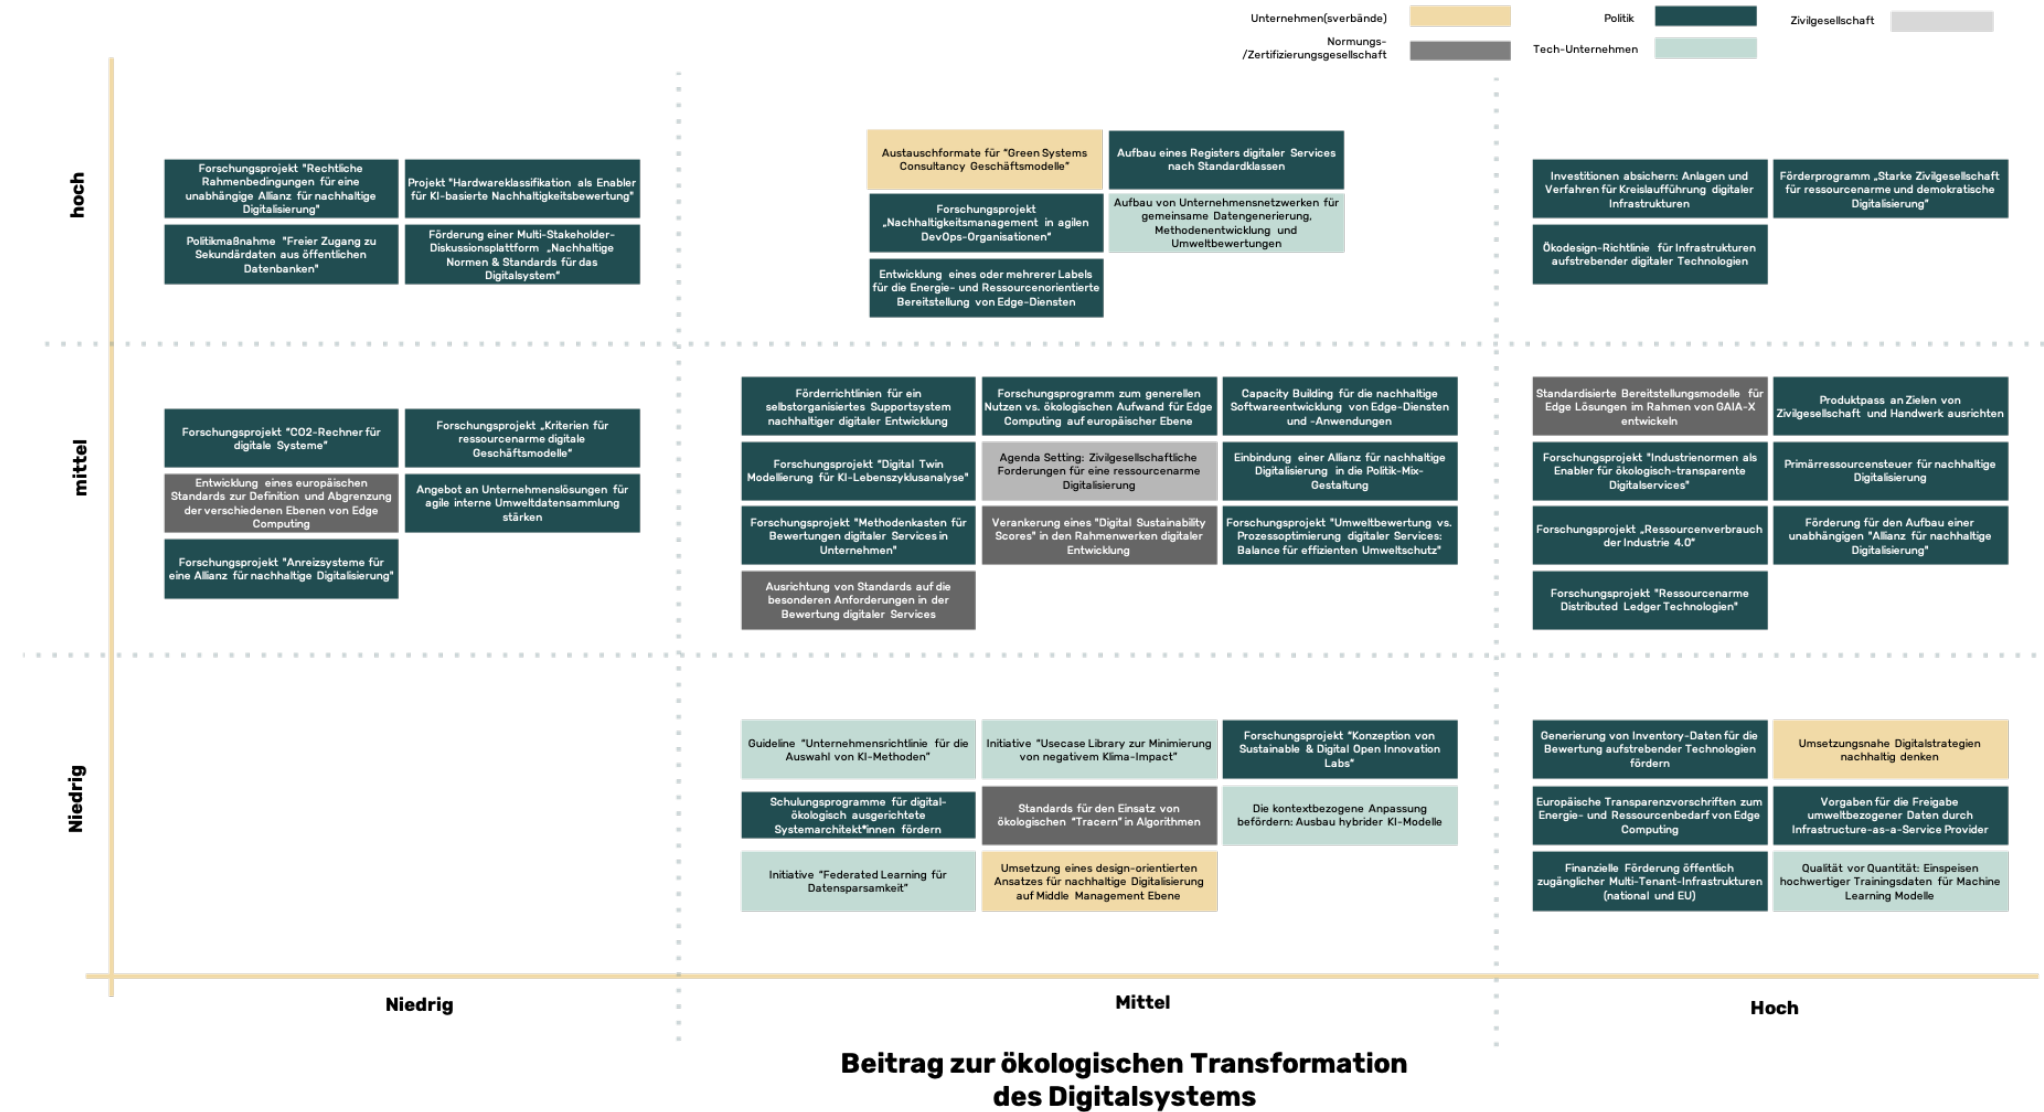 Unternehmen(sverbände)
Politik
Zivilgesellschaft
Normungs-
/Zertifizierungsgesellschaft
Tech-Unternehmen
hoch
Forschungsprojekt "Rechtliche
Rahmenbedingungen für eine
unabhängige Allianz für nachhaltige
Digitalisierung"
Projekt "Hardwareklassifikation als Enabler
für KI-basierte Nachhaltigkeitsbewertung"
Politikmaßnahme "Freier Zugang zu
Sekundärdaten aus öffentlichen
Datenbanken"
Förderung einer Multi-Stakeholder-
Diskussionsplattform „Nachhaltige
Normen & Standards für das
Digitalsystem“
Austauschformate für “Green Systems
Consultancy Geschäftsmodelle”
Aufbau eines Registers digitaler Services
nach Standardklassen
Forschungsprojekt
„Nachhaltigkeitsmanagement in agilen
DevOps-Organisationen“
Aufbau von Unternehmensnetzwerken für
gemeinsame Datengenerierung,
Methodenentwicklung und
Umweltbewertungen
Entwicklung eines oder mehrerer Labels
für die Energie- und Ressourcenorientierte
Bereitstellung von Edge-Diensten
Investitionen absichern: Anlagen und
Verfahren für Kreislaufführung digitaler
Infrastrukturen
Förderprogramm „Starke Zivilgesellschaft
für ressourcenarme und demokratische
Digitalisierung“
Ökodesign-Richtlinie für Infrastrukturen
aufstrebender digitaler Technologien
mittel
Forschungsprojekt “CO2-Rechner für
digitale Systeme”
Forschungsprojekt „Kriterien für
ressourcenarme digitale
Geschäftsmodelle“
Entwicklung eines europäischen
Standards zur Definition und Abgrenzung
der verschiedenen Ebenen von Edge
Computing
Angebot an Unternehmenslösungen für
agile interne Umweltdatensammlung
stärken
Forschungsprojekt "Anreizsysteme für
eine Allianz für nachhaltige Digitalisierung"
Förderrichtlinien für ein
selbstorganisiertes Supportsystem
nachhaltiger digitaler Entwicklung
Forschungsprogramm zum generellen
Nutzen vs. ökologischen Aufwand für Edge
Computing auf europäischer Ebene
Capacity Building für die nachhaltige
Softwareentwicklung von Edge-Diensten
und -Anwendungen
Forschungsprojekt “Digital Twin
Modellierung für KI-Lebenszyklusanalyse"
Agenda Setting: Zivilgesellschaftliche
Forderungen für eine ressourcenarme
Digitalisierung
Einbindung einer Allianz für nachhaltige
Digitalisierung in die Politik-Mix-
Gestaltung
Forschungsprojekt "Methodenkasten für
Bewertungen digitaler Services in
Unternehmen"
Verankerung eines "Digital Sustainability
Scores" in den Rahmenwerken digitaler
Entwicklung
Forschungsprojekt "Umweltbewertung vs.
Prozessoptimierung digitaler Services:
Balance für effizienten Umweltschutz"
Ausrichtung von Standards auf die
besonderen Anforderungen in der
Bewertung digitaler Services
Standardisierte Bereitstellungsmodelle für
Edge Lösungen im Rahmen von GAIA-X
entwickeln
Produktpass an Zielen von
Zivilgesellschaft und Handwerk ausrichten
Forschungsprojekt "Industrienormen als
Enabler für ökologisch-transparente
Digitalservices"
Primärressourcensteuer für nachhaltige
Digitalisierung
Forschungsprojekt „Ressourcenverbrauch
der Industrie 4.0“
Förderung für den Aufbau einer
unabhängigen "Allianz für nachhaltige
Digitalisierung"
Forschungsprojekt "Ressourcenarme
Distributed Ledger Technologien"
Niedrig
Guideline “Unternehmensrichtlinie für die
Auswahl von KI-Methoden”
Initiative “Usecase Library zur Minimierung
von negativem Klima-Impact”
Forschungsprojekt “Konzeption von
Sustainable & Digital Open Innovation
Labs“
Schulungsprogramme für digital-
ökologisch ausgerichtete
Systemarchitekt*innen fördern
Standards für den Einsatz von
ökologischen “Tracern” in Algorithmen
Die kontextbezogene Anpassung
befördern: Ausbau hybrider KI-Modelle
Initiative “Federated Learning für
Datensparsamkeit”
Umsetzung eines design-orientierten
Ansatzes für nachhaltige Digitalisierung
auf Middle Management Ebene
Generierung von Inventory-Daten für die
Bewertung aufstrebender Technologien
fördern
Umsetzungsnahe Digitalstrategien
nachhaltig denken
Europäische Transparenzvorschriften zum
Energie- und Ressourcenbedarf von Edge
Computing
Vorgaben für die Freigabe
umweltbezogener Daten durch
Infrastructure-as-a-Service Provider
Finanzielle Förderung öffentlich
zugänglicher Multi-Tenant-Infrastrukturen
(national und EU)
Qualität vor Quantität: Einspeisen
hochwertiger Trainingsdaten für Machine
Learning Modelle
Niedrig
Mittel
Hoch
Beitrag zur ökologischen Transformation
des Digitalsystems